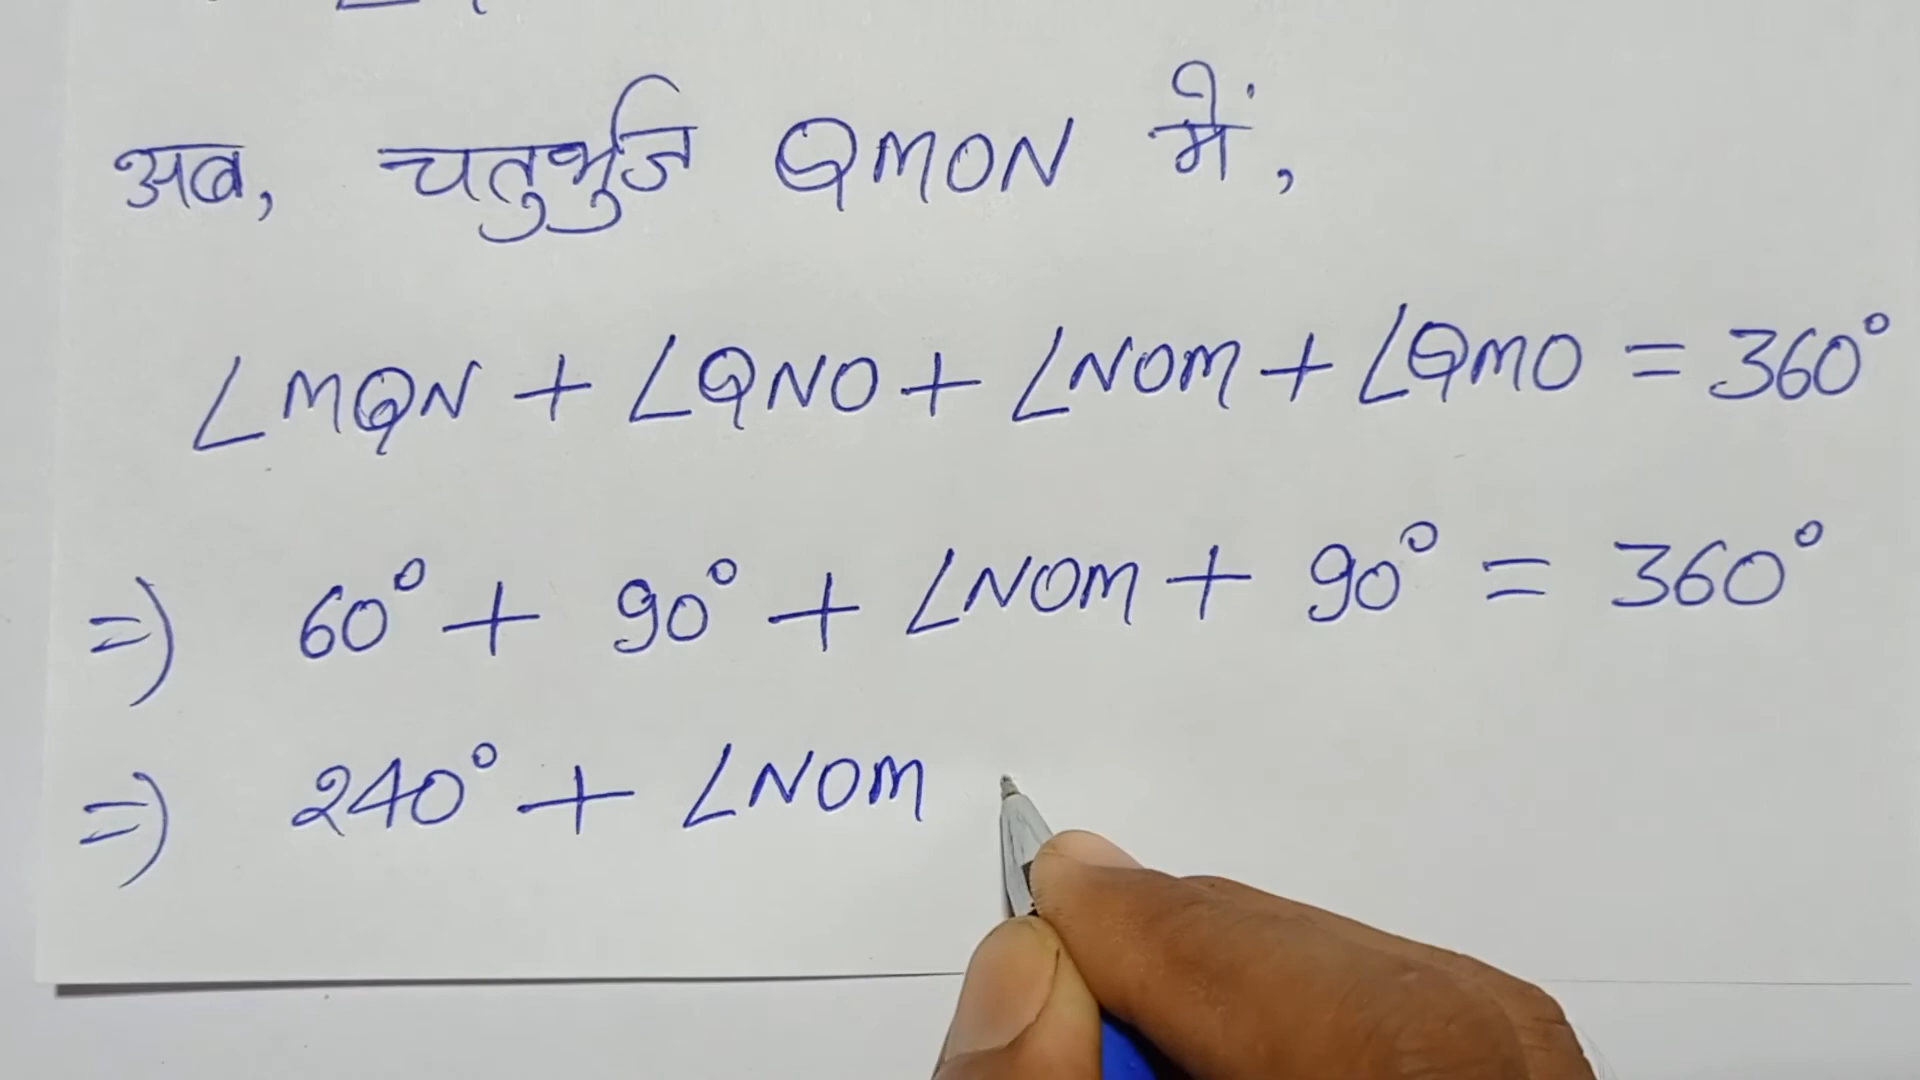 अब, चतुर्भुज QMON में,
∠MQN + ∠QNO + ∠NOM + ∠QMO = 360°
⇒ 60° + 90° + ∠NOM + 90° = 360°
⇒ 240° + ∠NOM